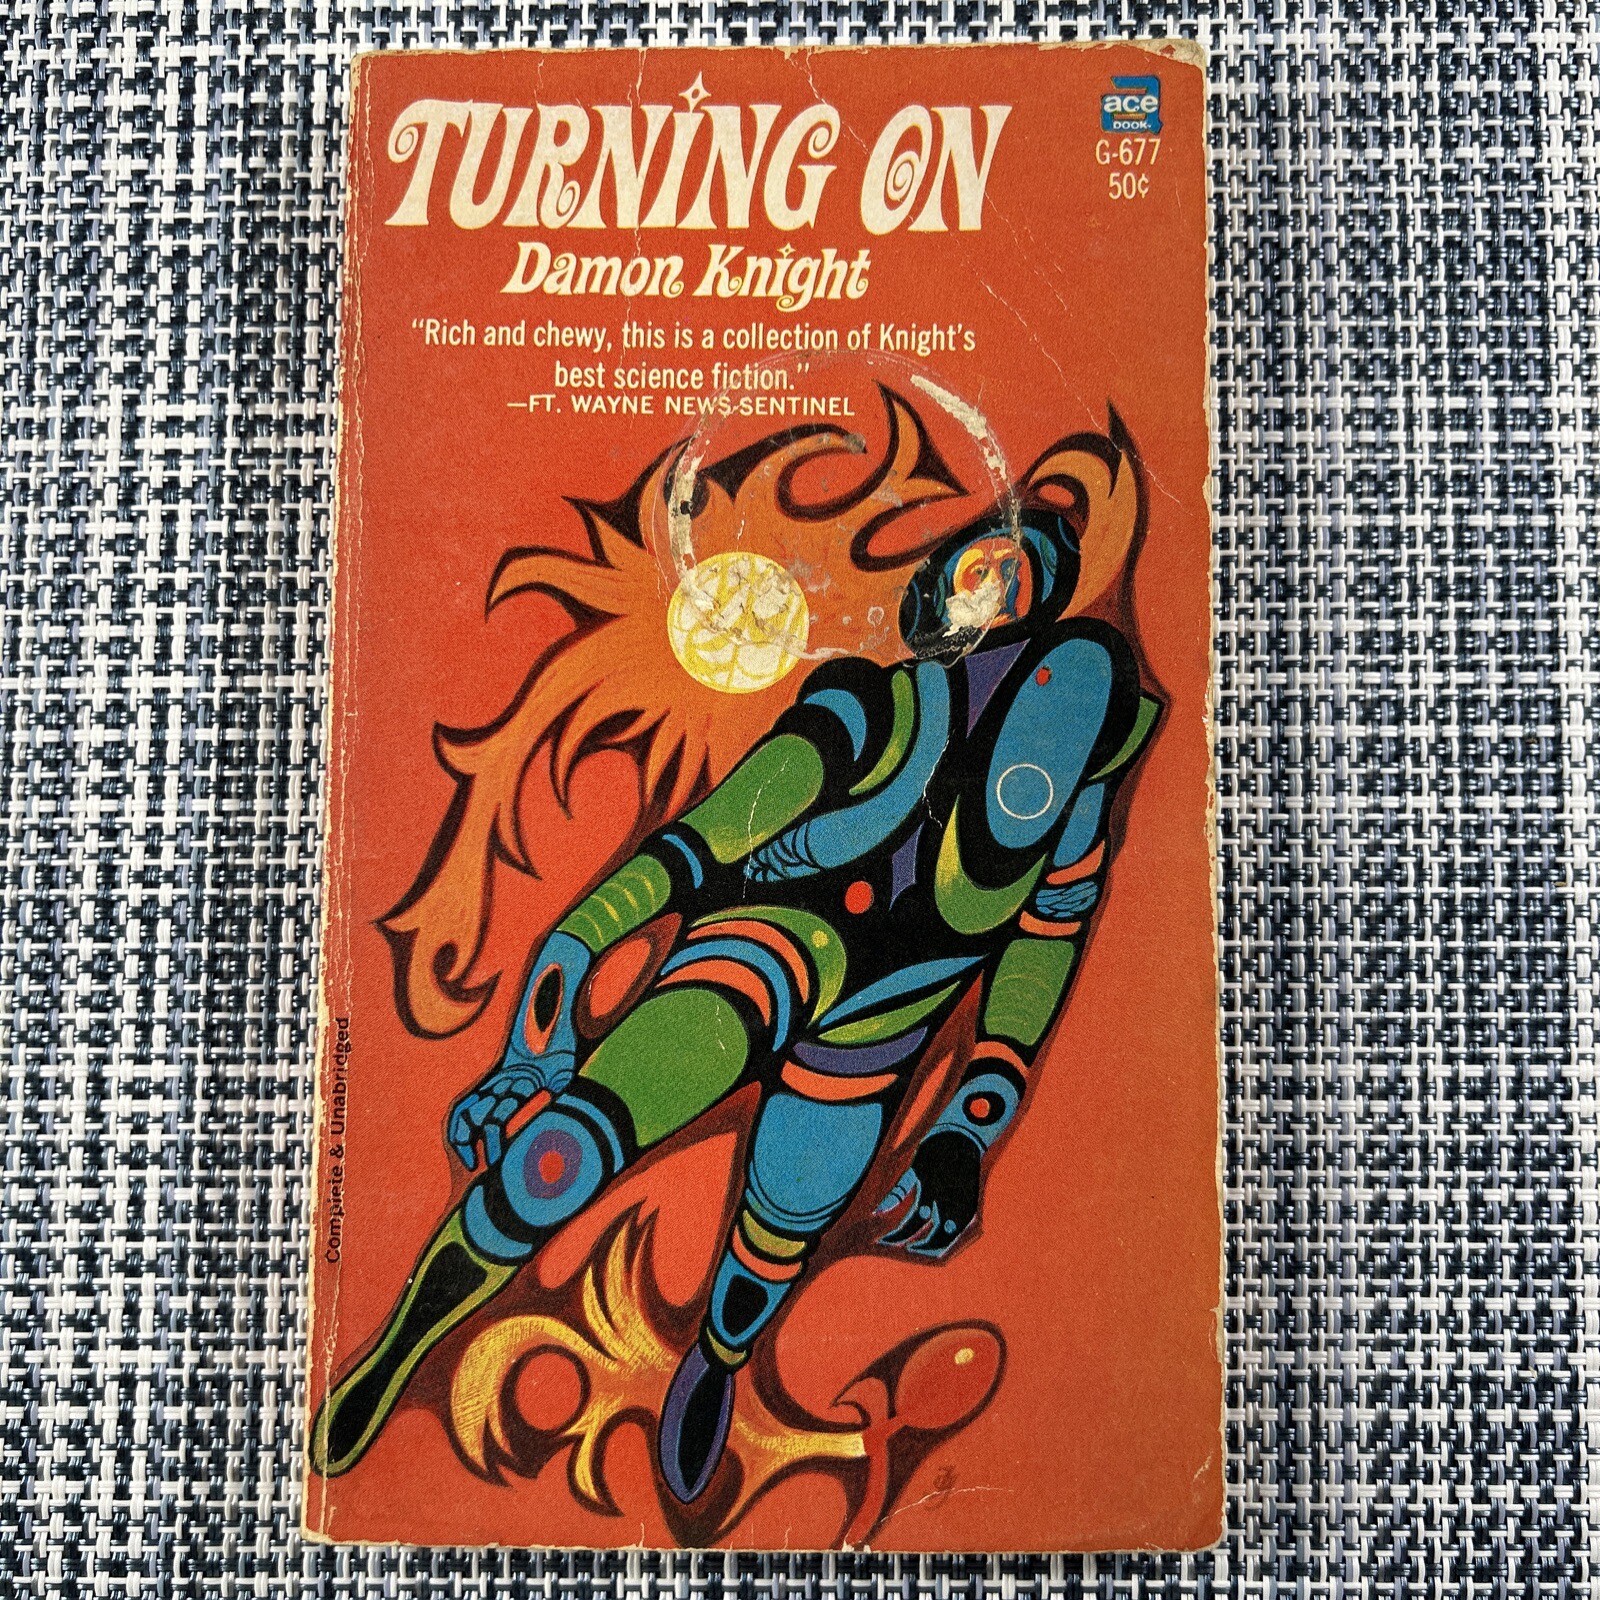 TURNING ON
Damon Knight
"Rich and chewy, this is a collection of Knight's
best science fiction."
—FT. WAYNE NEWS-SENTINEL
ace
BOOK
G-677
50¢
Complete & Unabridged